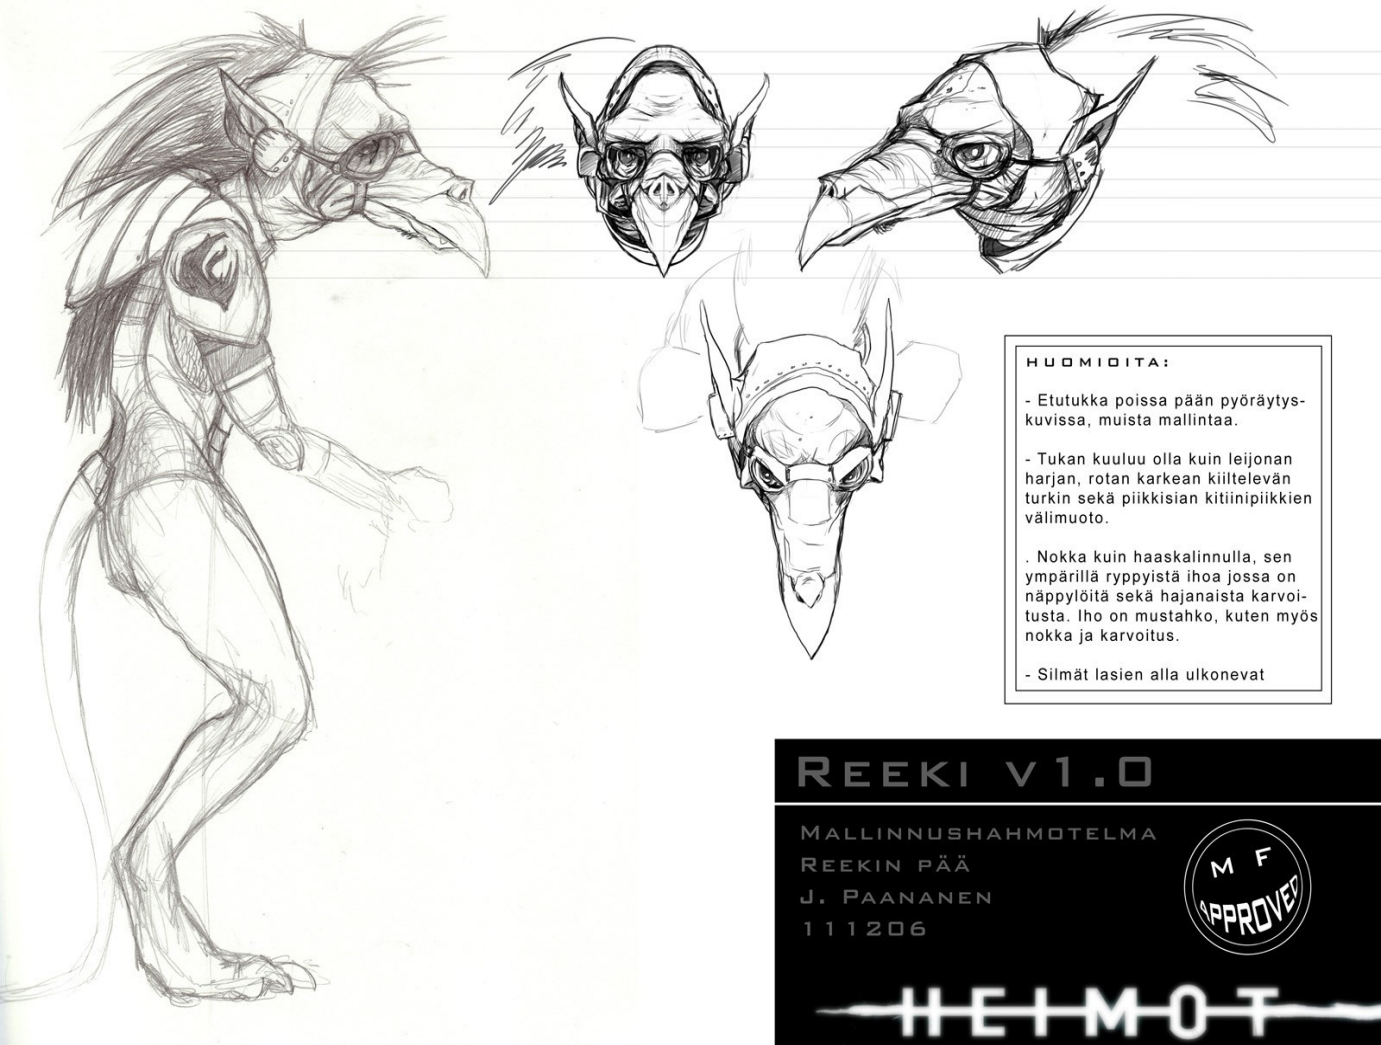 HUOMIOITA:
- Etutukka poissa pään pyöräytys-
kuvissa, muista mallintaa.
- Tukan kuuluu olla kuin leijonan
harjan, rotan karkean kiiltelevän
turkin sekä piikkisian kitiinipiikkien
välimuoto.
. Nokka kuin haaskalinnulla, sen
ympärillä ryppyistä ihoa jossa on
näppylöitä sekä hajanaista karvoi-
tusta. Iho on mustahko, kuten myös
nokka ja karvoitus.
- Silmät lasien alla ulkonevat
REEKI V1.0
MALLINNUSHAHMOTELMA
REEKIN PÄÄ
J. PAANANEN
111206
M F
APPROVED
HEIMOT